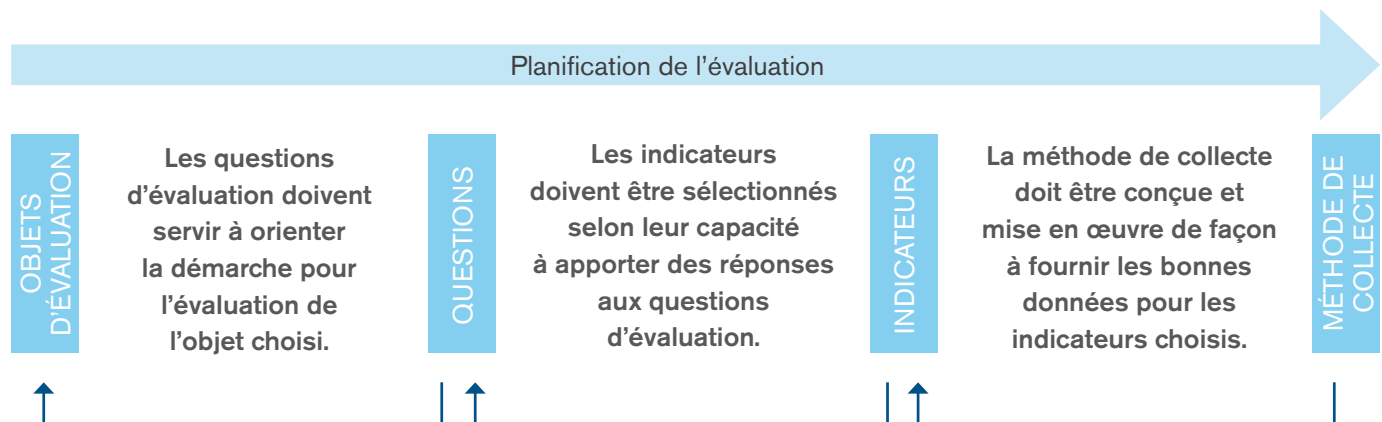 Planification de l'évaluation
OBJETS
D'ÉVALUATION
Les questions
d'évaluation doivent
servir à orienter
la démarche pour
l'évaluation de
l'objet choisi.
QUESTIONS
Les indicateurs
doivent être sélectionnés
selon leur capacité
à apporter des réponses
aux questions
d'évaluation.
INDICATEURS
La méthode de collecte
doit être conçue et
mise en œuvre de façon
à fournir les bonnes
données pour les
indicateurs choisis.
MÉTHODE DE
COLLECTE